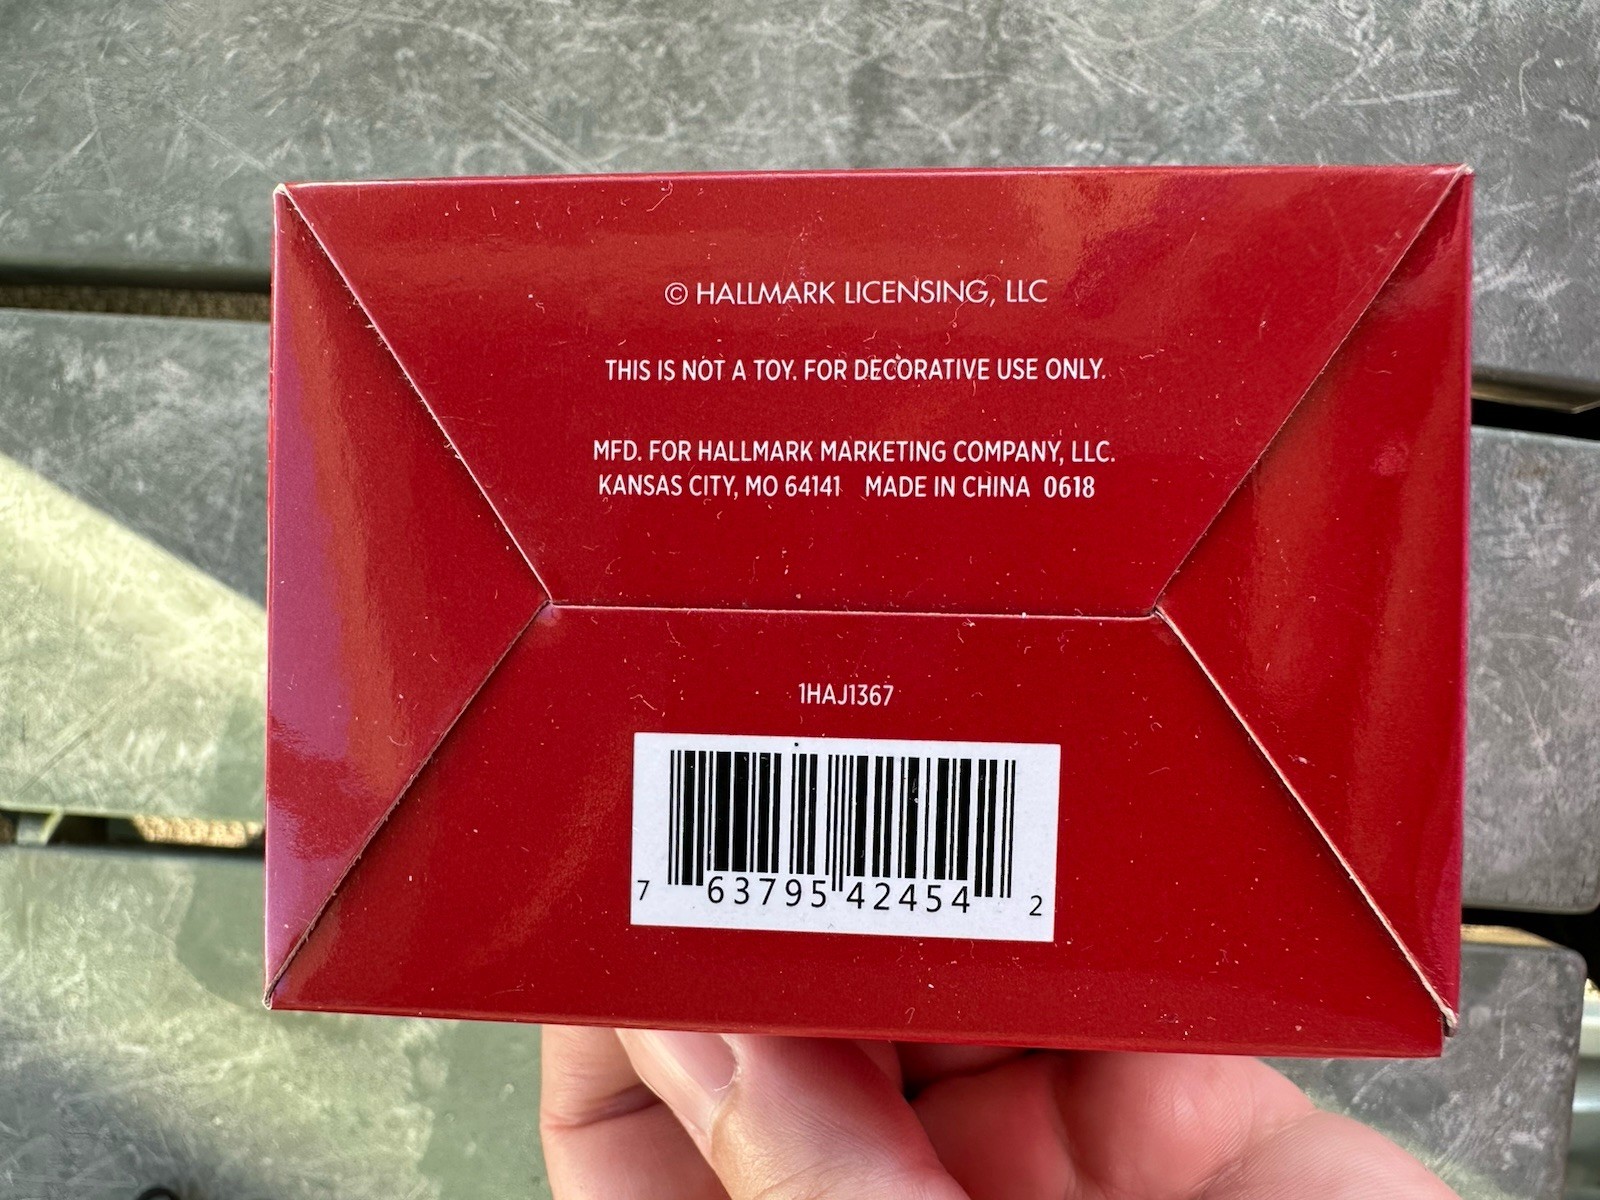 © HALLMARK LICENSING, LLC
THIS IS NOT A TOY. FOR DECORATIVE USE ONLY.
MFD. FOR HALLMARK MARKETING COMPANY, LLC.
KANSAS CITY, MO 64141 MADE IN CHINA 0618
1HAJ1367
7 63795 42454 2